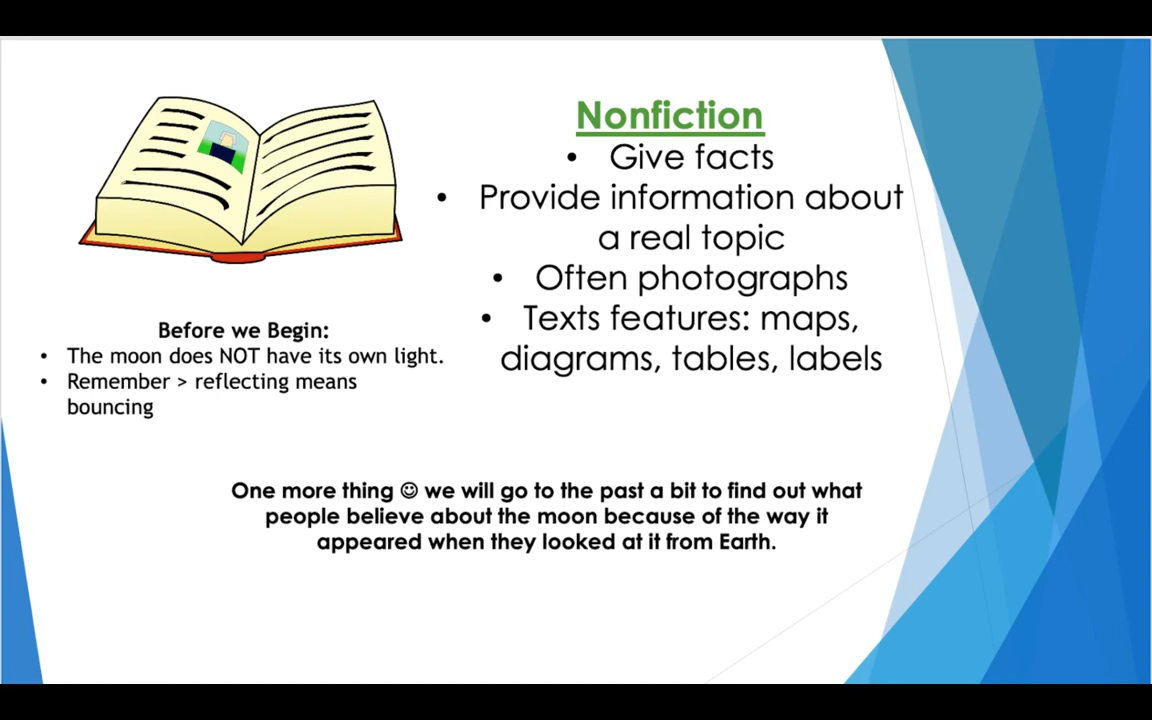 Nonfiction
• Give facts
• Provide information about
a real topic
• Often photographs
• Texts features: maps,
diagrams, tables, labels
Before we Begin:
• The moon does NOT have its own light.
• Remember > reflecting means
bouncing
One more thing ☺ we will go to the past a bit to find out what
people believe about the moon because of the way it
appeared when they looked at it from Earth.